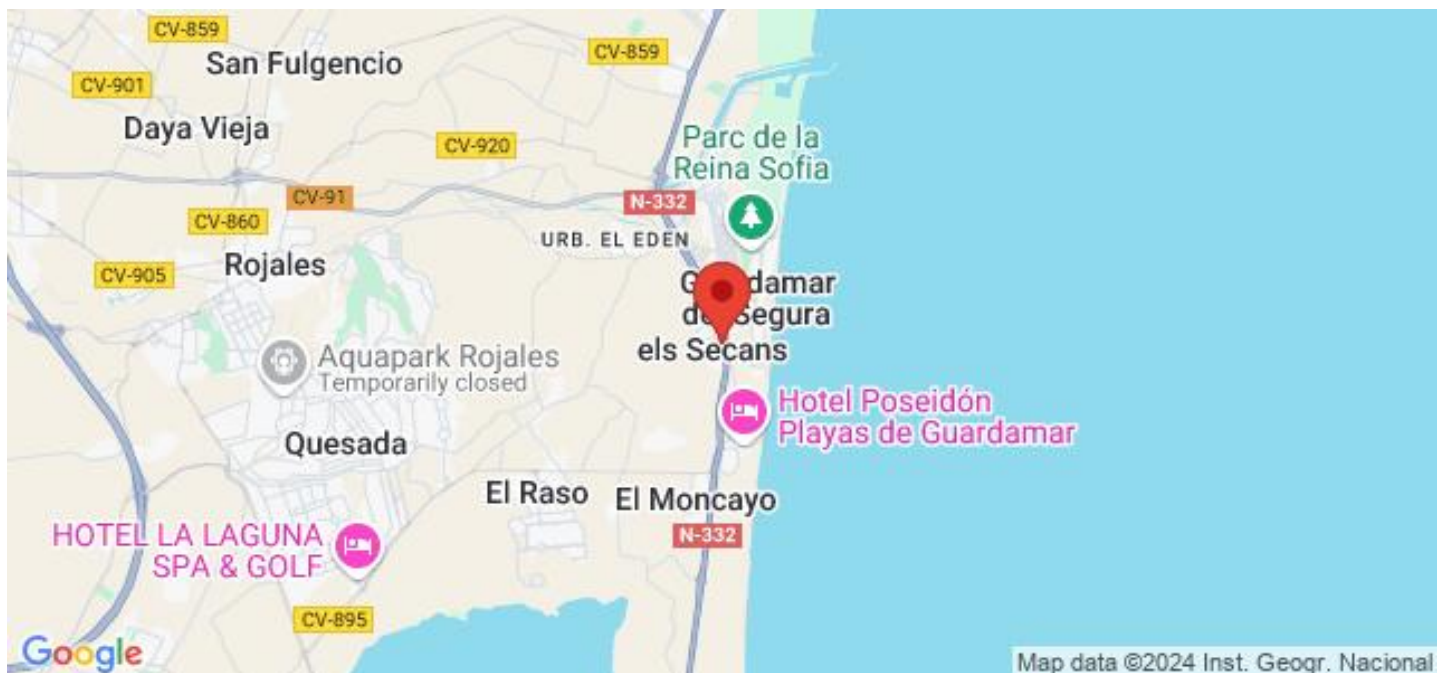 CV-859
San Fulgencio
CV-859
CV-901
Daya Vieja
CV-920
Parc de la
Reina Sofia
CV-91
N-332
CV-860
URB. EL EDEN
Rojales
CV-905
els Secans
Aquapark Rojales
Temporarily closed
Hotel Poseidón
Playas de Guardamar
Quesada
El Raso
El Moncayo
N-332
HOTEL LA LAGUNA
SPA & GOLF
CV-895
Google
Map data ©2024 Inst. Geogr. Nacional